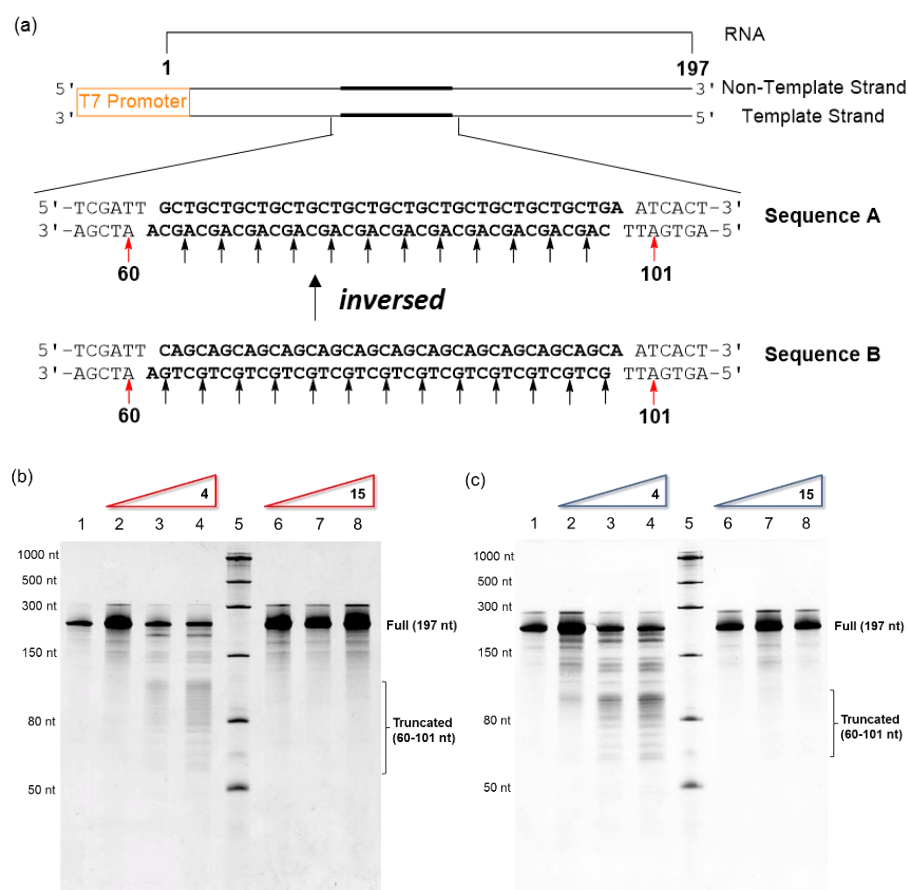 (a)
RNA
1
197
5'
3'
Non-Template Strand
T7 Promoter
3'
5'
Template Strand
5'-TCGATT GCTGCTGCTGCTGCTGCTGCTGCTGCTGCTGCTGCTGA ATCACT-3'
Sequence A
3'-AGCTA ACGACGACGACGACGACGACGACGACGACGACGACGAC TTAGTGA-5'
60
101
inversed
5'-TCGATT CAGCAGCAGCAGCAGCAGCAGCAGCAGCAGCAGCAGCA ATCACT-3'
Sequence B
3'-AGCTA AGTCGTCGTCGTCGTCGTCGTCGTCGTCGTCGTCGTCG TTAGTGA-5'
60
101
(b)
4
15
1 2 3 4 5 6 7 8
1000 nt
500 nt
300 nt
Full (197 nt)
150 nt
80 nt
Truncated
(60-101 nt)
50 nt
(c)
4
15
1 2 3 4 5 6 7 8
1000 nt
500 nt
300 nt
Full (197 nt)
150 nt
80 nt
Truncated
(60-101 nt)
50 nt